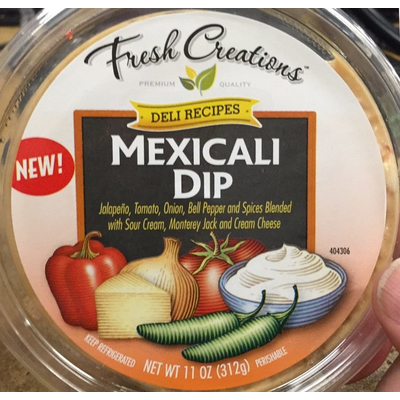 Fresh Creations™
PREMIUM QUALITY
DELI RECIPES
NEW!
MEXICALI
DIP
Jalapeño, Tomato, Onion, Bell Pepper and Spices Blended
with Sour Cream, Monterey Jack and Cream Cheese
404306
KEEP REFRIGERATED
NET WT 11 OZ (312g)
PERISHABLE